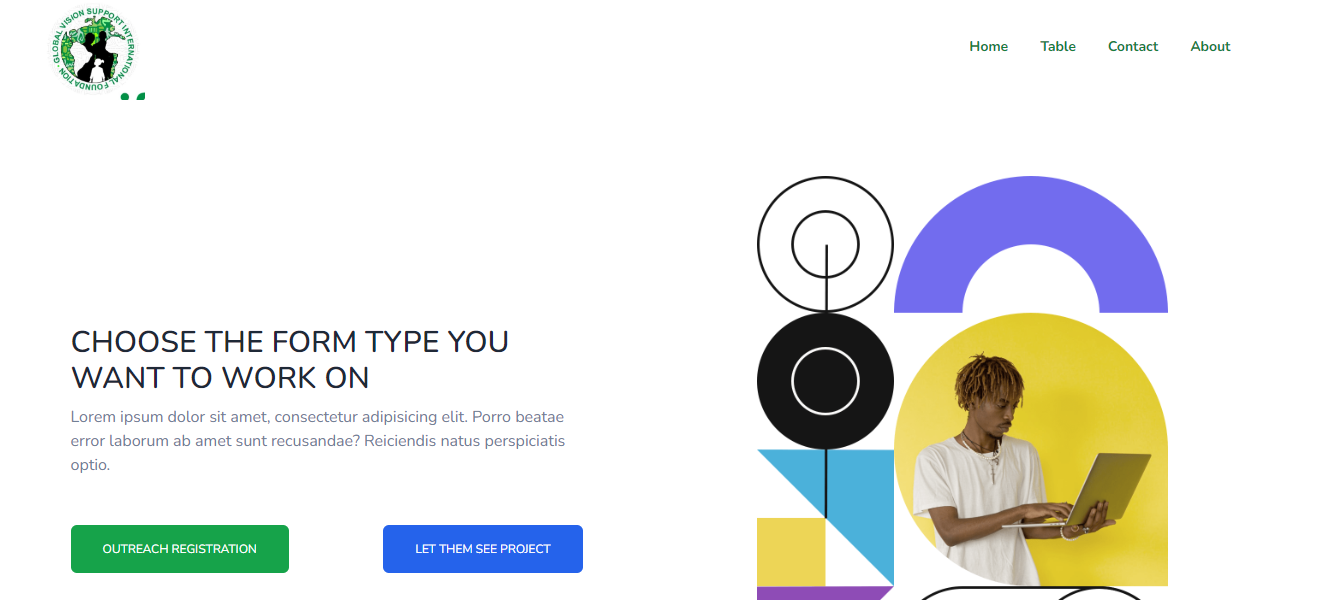 GLOBAL VISION SUPPORT INTERNATIONAL FOUNDATION
Home
Table
Contact
About
CHOOSE THE FORM TYPE YOU
WANT TO WORK ON
Lorem ipsum dolor sit amet, consectetur adipisicing elit. Porro beatae
error laborum ab amet sunt recusandae? Reiciendis natus perspiciatis
optio.
OUTREACH REGISTRATION
LET THEM SEE PROJECT